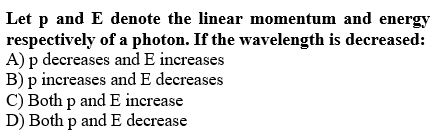 Let p and E denote the linear momentum and energy
respectively of a photon. If the wavelength is decreased:
A) p decreases and E increases
B) p increases and E decreases
C) Both p and E increase
D) Both p and E decrease